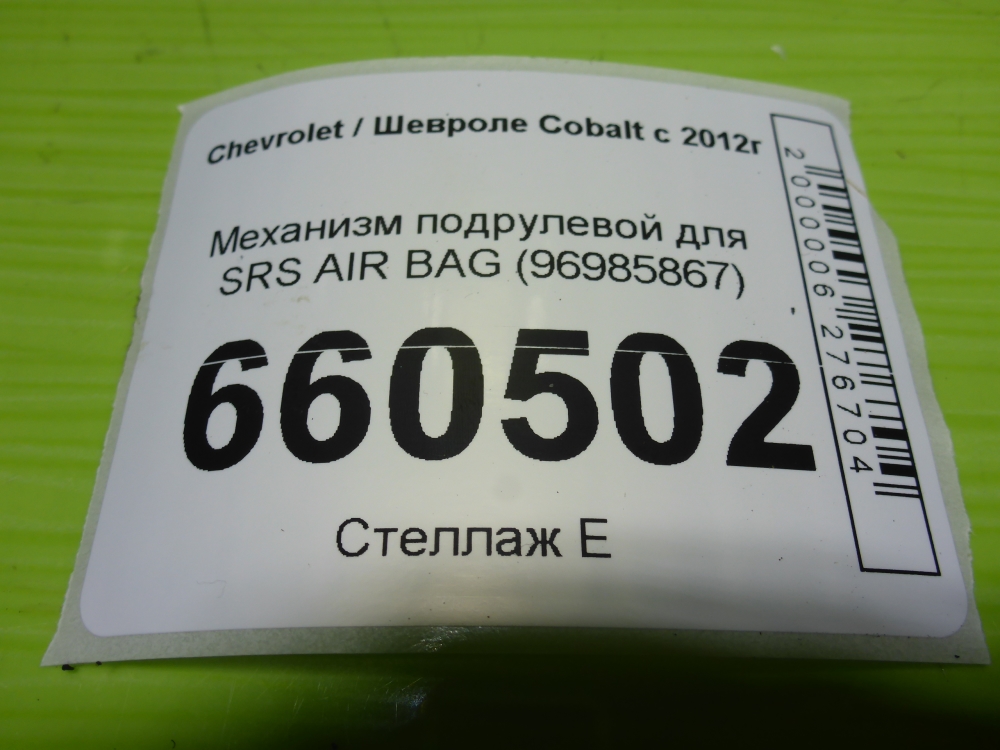 Chevrolet / Шевроле Cobalt с 2012г
Механизм подрулевой для
SRS AIR BAG (96985867)
660502
Стеллаж Е
2000006276704